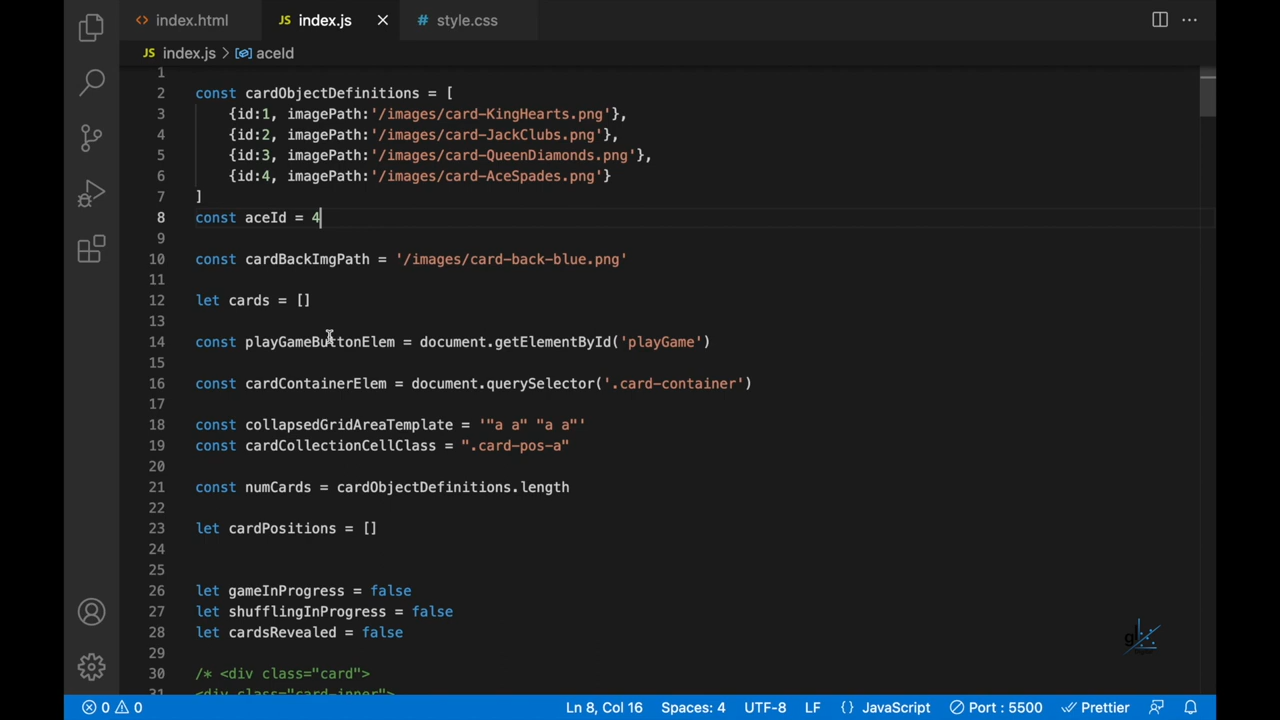 index.html
JS index.js
# style.css
JS index.js > aceId
1
2 const cardObjectDefinitions = [
3 {id:1, imagePath:'/images/card-KingHearts.png'},
4 {id:2, imagePath:'/images/card-JackClubs.png'},
5 {id:3, imagePath:'/images/card-QueenDiamonds.png'},
6 {id:4, imagePath:'/images/card-AceSpades.png'}
7 ]
8 const aceId = 4
9
10 const cardBackImgPath = '/images/card-back-blue.png'
11
12 let cards = []
13
14 const playGameButtonElem = document.getElementById('playGame')
15
16 const cardContainerElem = document.querySelector('.card-container')
17
18 const collapsedGridAreaTemplate = '"a a" "a a"'
19 const cardCollectionCellClass = ".card-pos-a"
20
21 const numCards = cardObjectDefinitions.length
22
23 let cardPositions = []
24
25
26 let gameInProgress = false
27 let shufflingInProgress = false
28 let cardsRevealed = false
29
30 /* <div class="card">
31 <div class="card-inner">
0 0 Ln 8, Col 16 Spaces: 4 UTF-8 LF {} JavaScript Port : 5500 Prettier